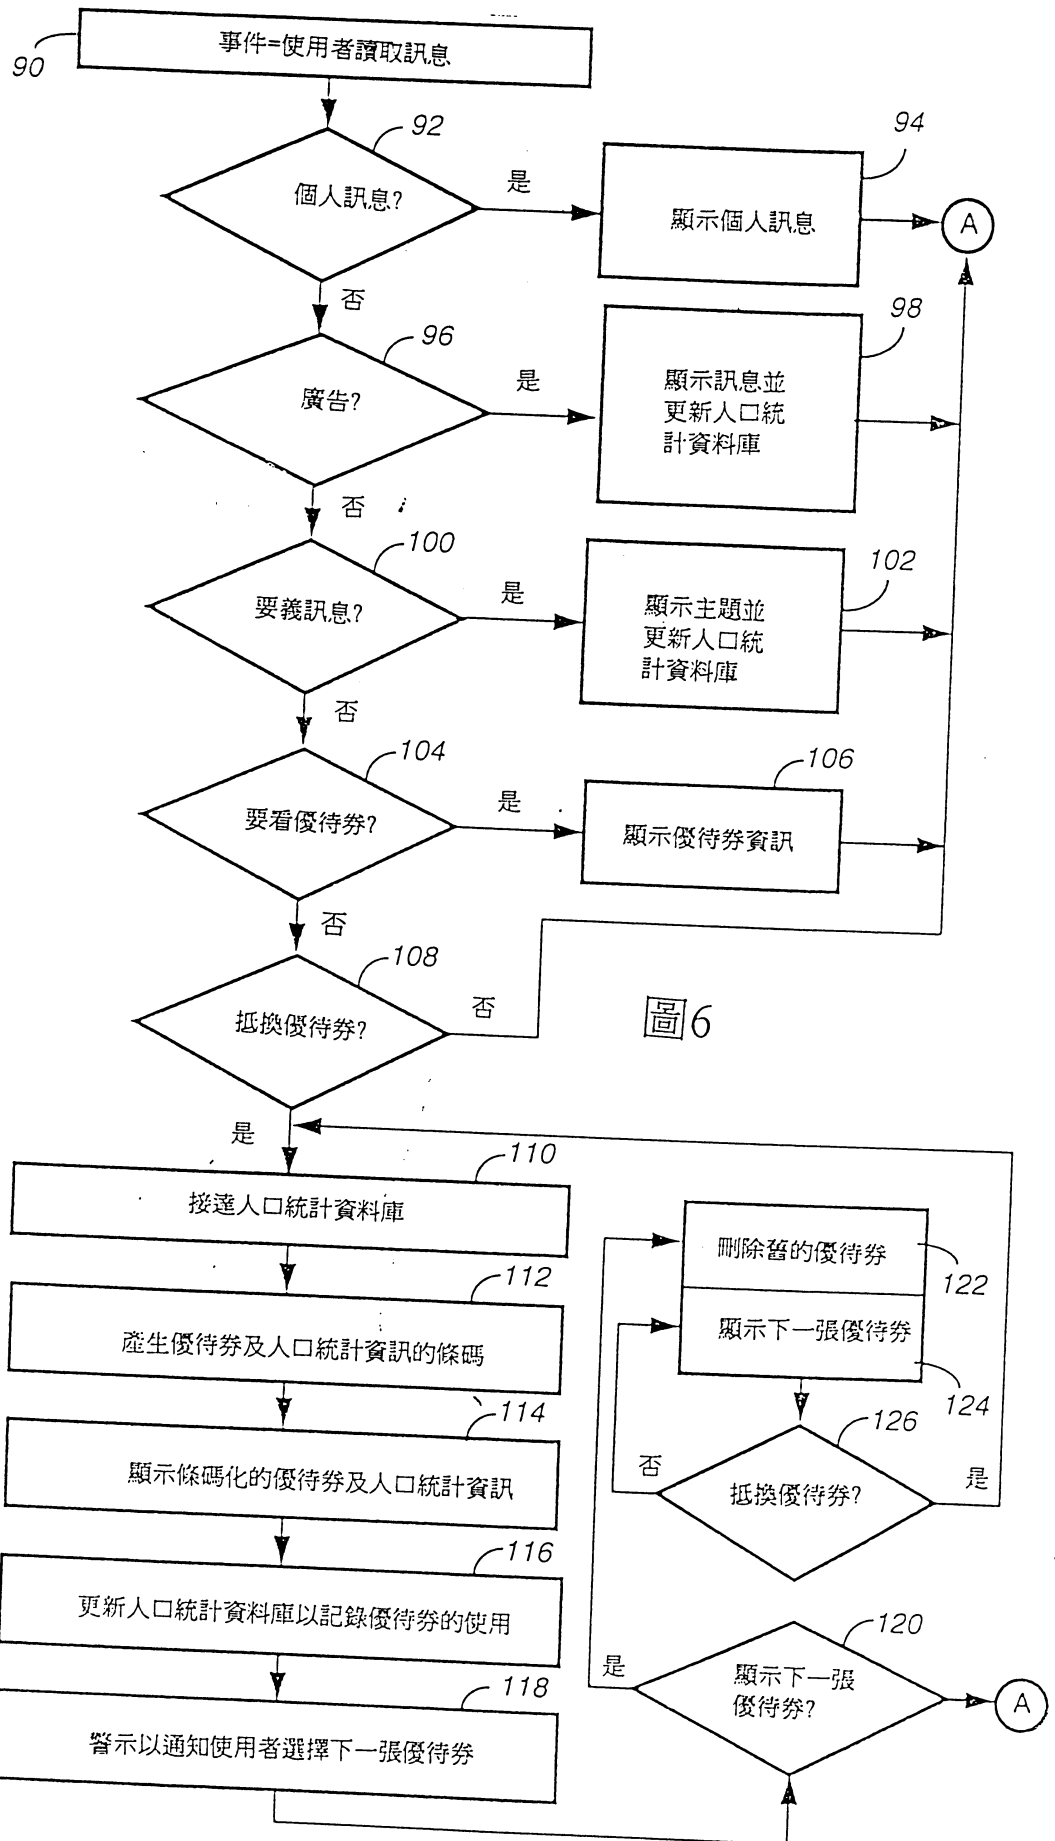 事件=使用者讀取訊息
90
92
個人訊息?
是
94
顯示個人訊息
A
否
96
廣告?
是
98
顯示訊息並
更新人口統
計資料庫
否
100
要義訊息?
是
102
顯示主題並
更新人口統
計資料庫
否
104
要看優待券?
是
106
顯示優待券資訊
否
108
抵換優待券?
否
圖6
是
110
接達人口統計資料庫
112
產生優待券及人口統計資訊的條碼
114
顯示條碼化的優待券及人口統計資訊
116
更新人口統計資料庫以記錄優待券的使用
118
警示以通知使用者選擇下一張優待券
刪除舊的優待券
122
顯示下一張優待券
124
126
否
抵換優待券?
是
120
是
顯示下一張
優待券?
A